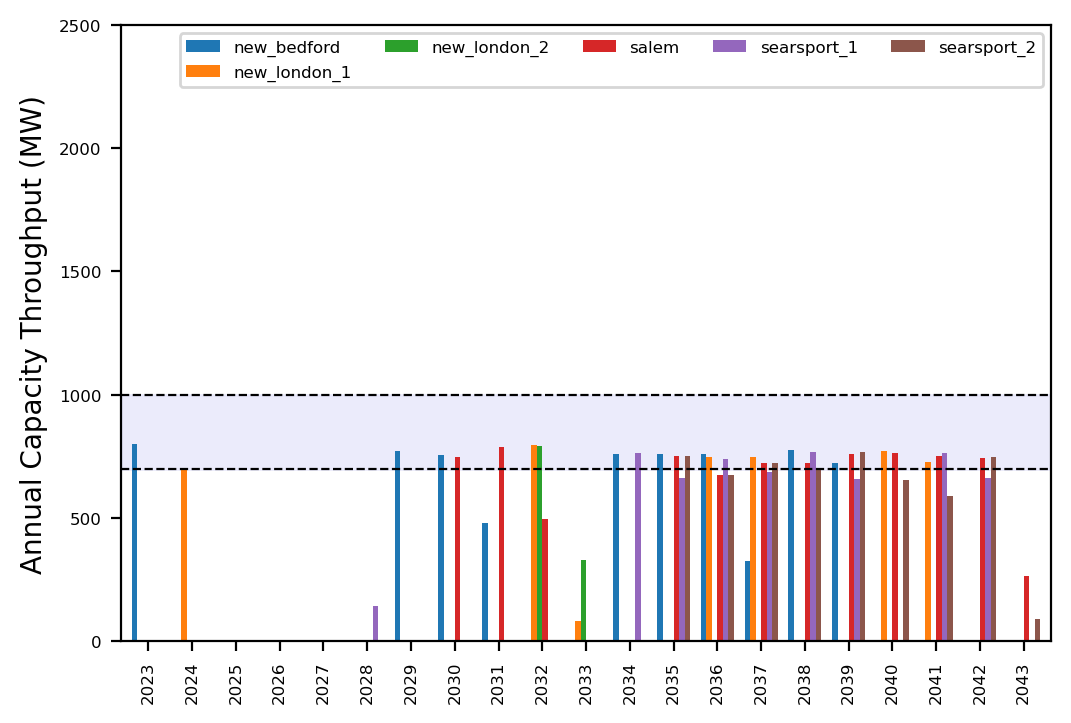 2500
2000
1500
1000
500
0
Annual Capacity Throughput (MW)
new_bedford new_london_2 salem searsport_1 searsport_2
new_london_1
2023 2024 2025 2026 2027 2028 2029 2030 2031 2032 2033 2034 2035 2036 2037 2038 2039 2040 2041 2042 2043